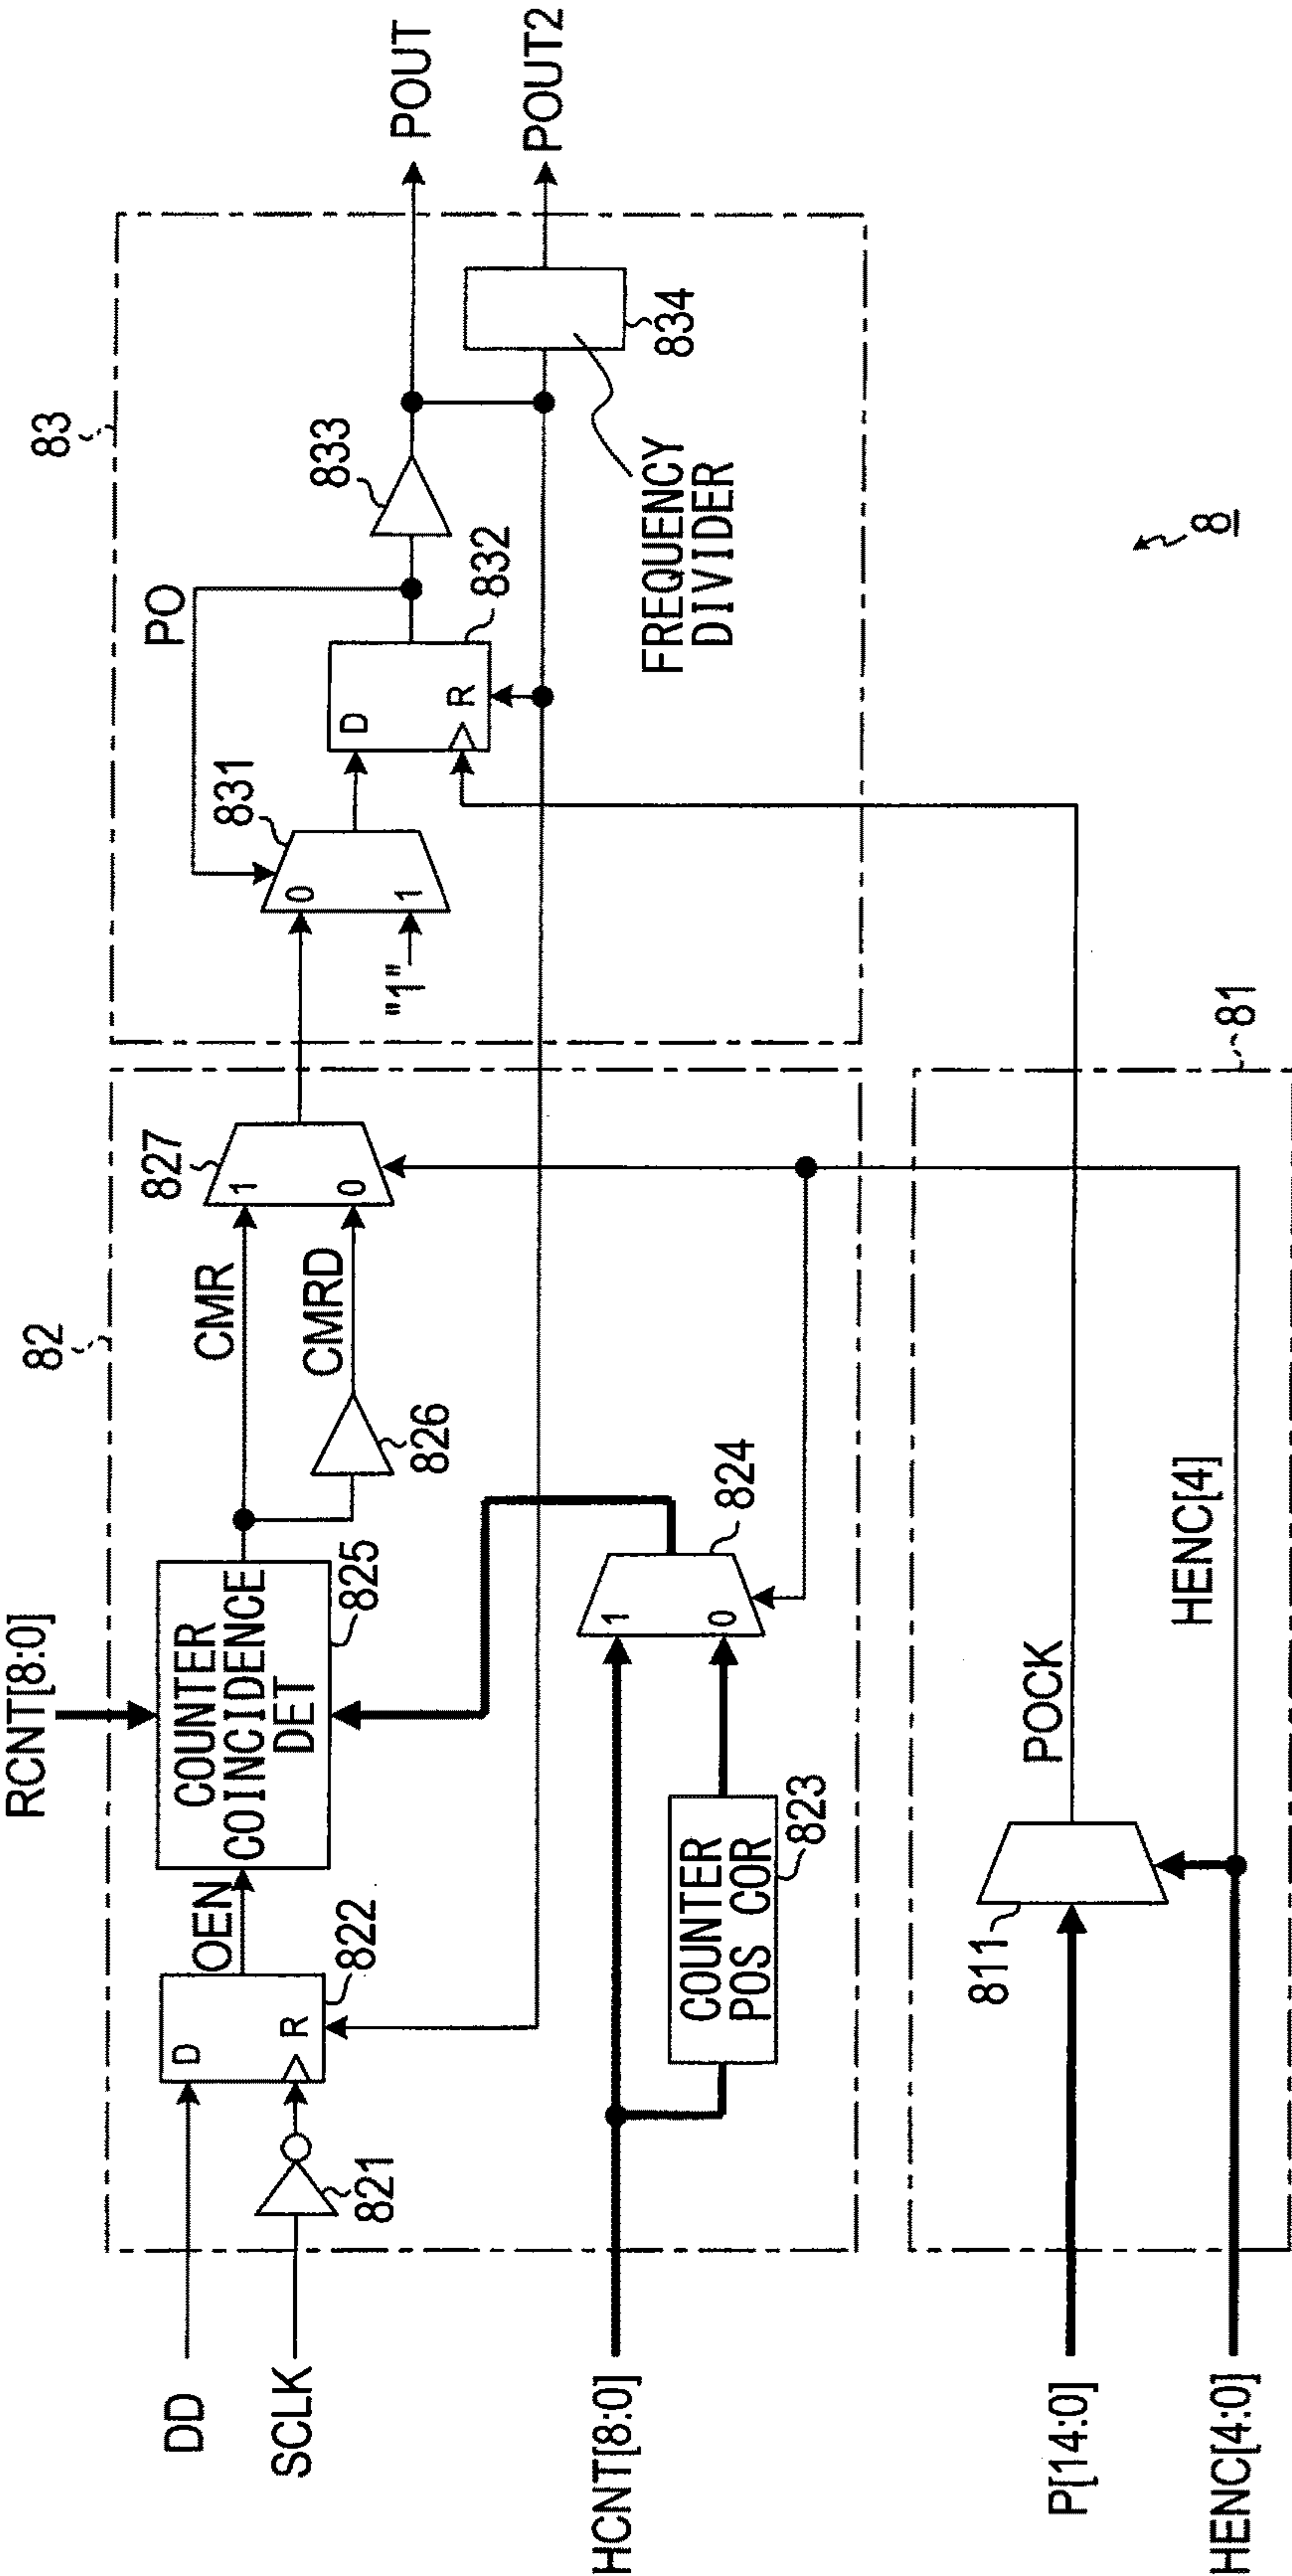 RCNT[8:0]
82
83
DD
SCLK
821
D
R
822
OEN
COUNTER
COINCIDENCE
DET
825
CMR
CMRD
826
827
1
0
"1"
831
0
1
PO
D
R
832
833
POUT
POUT2
834
FREQUENCY
DIVIDER
HCNT[8:0]
COUNTER
POS COR
823
1
0
824
P[14:0]
HENC[4:0]
811
POCK
HENC[4]
81
8